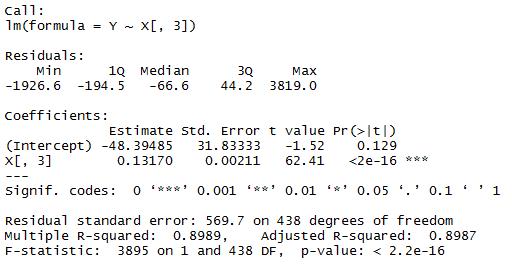 Call:
lm(formula = Y ~ X[, 3])
Residuals:
Min 1Q Median 3Q Max
-1926.6 -194.5 -66.6 44.2 3819.0
Coefficients:
Estimate Std. Error t value Pr(>|t|)
(Intercept) -48.39485 31.83333 -1.52 0.129
X[, 3] 0.13170 0.00211 62.41 <2e-16 ***
---
Signif. codes: 0 ‘***’ 0.001 ‘**’ 0.01 ‘*’ 0.05 ‘.’ 0.1 ‘ ’ 1
Residual standard error: 569.7 on 438 degrees of freedom
Multiple R-squared: 0.8989, Adjusted R-squared: 0.8987
F-statistic: 3895 on 1 and 438 DF, p-value: < 2.2e-16